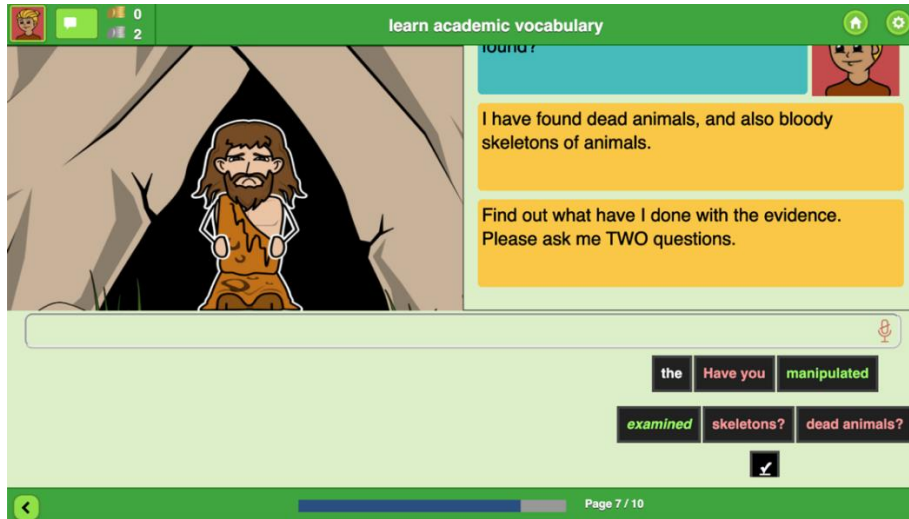 0
2
learn academic vocabulary
found?
I have found dead animals, and also bloody
skeletons of animals.
Find out what have I done with the evidence.
Please ask me TWO questions.
the
Have you
manipulated
examined
skeletons?
dead animals?
Page 7 / 10